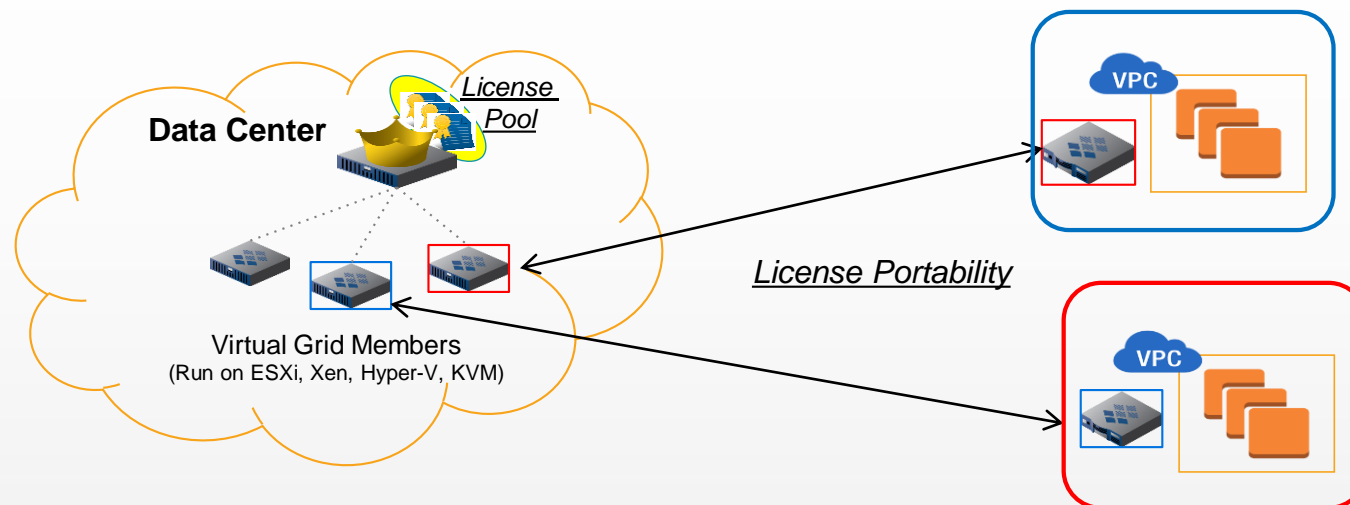 License
Pool
Data Center
Virtual Grid Members
(Run on ESXi, Xen, Hyper-V, KVM)
License Portability
VPC
VPC